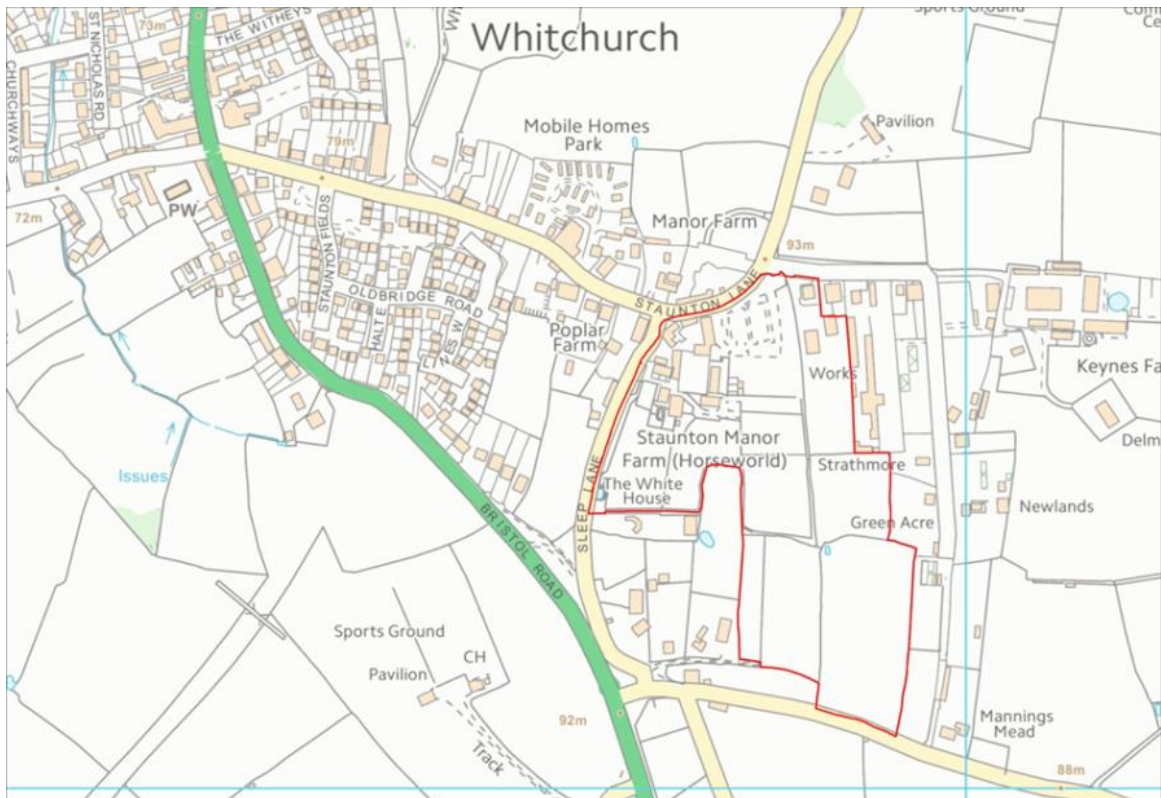 Sports Ground
73m
THE WITHEYS
ST NICHOLAS RD
CHURCHWAYS
Whitchurch
Pavilion
Mobile Homes
Park
79m
PW
72m
Manor Farm
93m
STAUNTON FIELDS
OLDBRIDGE ROAD
STAUNTON LANE
Poplar
Farm
Works
Keynes Fa
Staunton Manor
Farm (Horseworld)
Strathmore
Delm
Issues
The White
House
SLEEP LANE
Green Acre
Newlands
BRISTOL ROAD
Sports Ground
CH
Pavilion
92m
Track
Mannings
Mead
88m